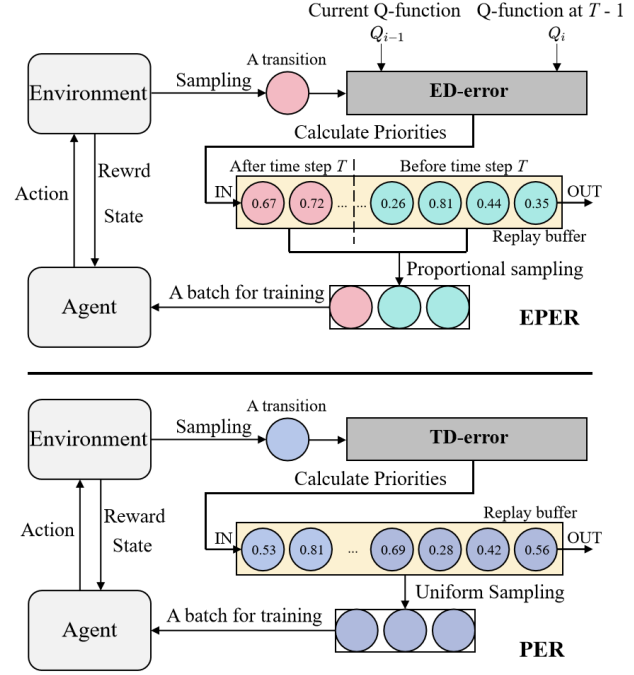 Current Q-function Q-function at T - 1
Q_{i-1} Q_i
A transition
Environment Sampling ED-error
Calculate Priorities
Action Rewrd
State
After time step T Before time step T
IN 0.67 0.72 ... ... 0.26 0.81 0.44 0.35 OUT
Replay buffer
Proportional sampling
Agent A batch for training
EPER
A transition
Environment Sampling TD-error
Calculate Priorities
Action Reward
State
Replay buffer
IN 0.53 0.81 ... 0.69 0.28 0.42 0.56 OUT
Uniform Sampling
Agent A batch for training
PER